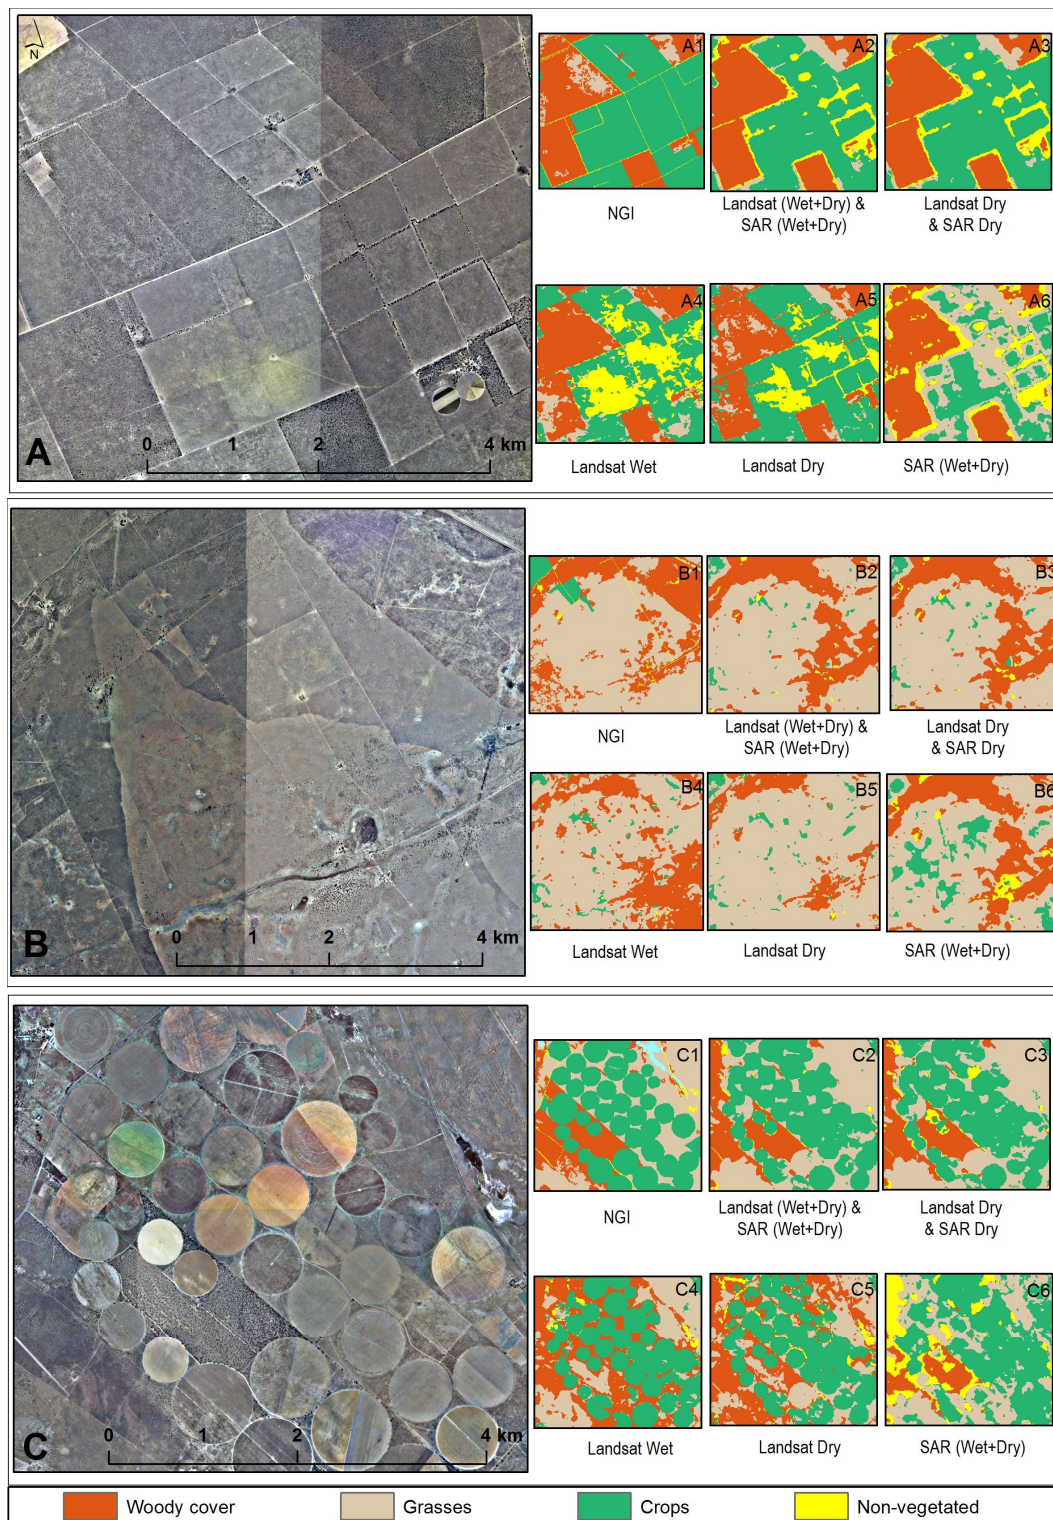 N
A1
A2
A3
NGI
Landsat (Wet+Dry) &
SAR (Wet+Dry)
Landsat Dry
& SAR Dry
A4
A5
A6
Landsat Wet
Landsat Dry
SAR (Wet+Dry)
A
0 1 2 4 km
B1
B2
B3
NGI
Landsat (Wet+Dry) &
SAR (Wet+Dry)
Landsat Dry
& SAR Dry
B4
B5
B6
Landsat Wet
Landsat Dry
SAR (Wet+Dry)
B
0 1 2 4 km
C1
C2
C3
NGI
Landsat (Wet+Dry) &
SAR (Wet+Dry)
Landsat Dry
& SAR Dry
C4
C5
C6
Landsat Wet
Landsat Dry
SAR (Wet+Dry)
C
0 1 2 4 km
Woody cover
Grasses
Crops
Non-vegetated